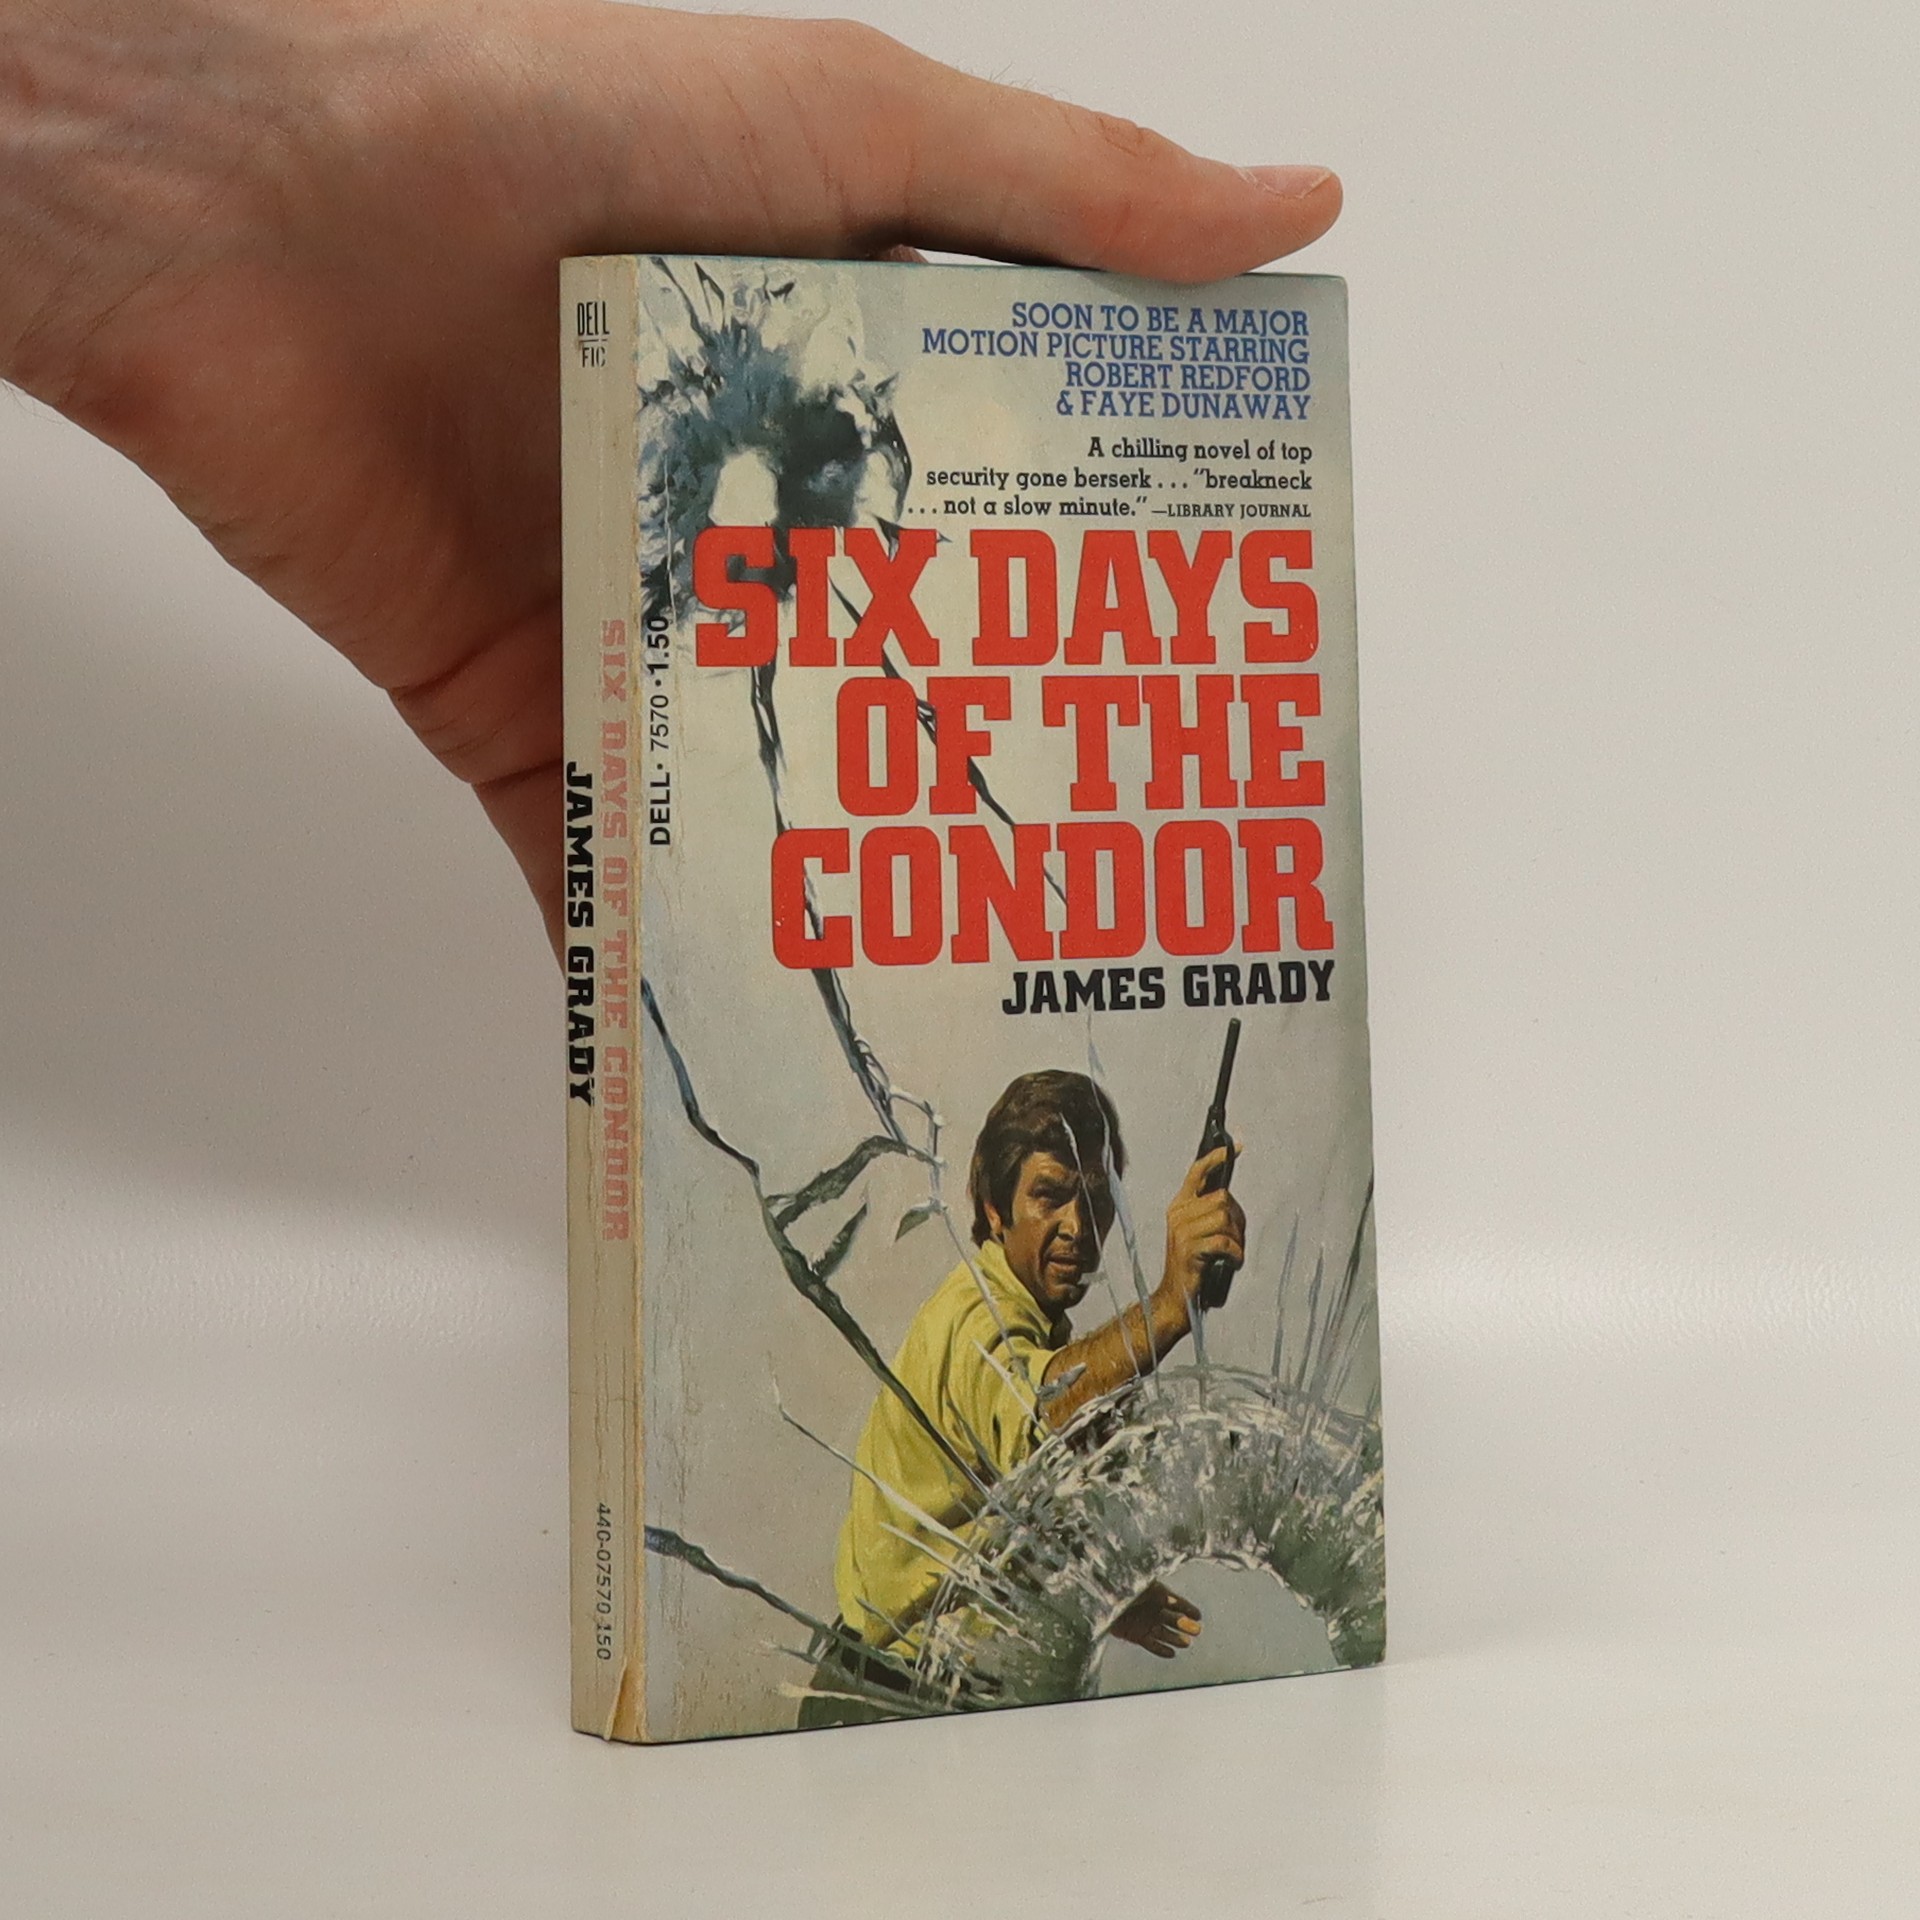 DELL
FIC
SIX DAYS OF THE CONDOR
JAMES GRADY
440-07570-150
DELL • 7570 • 1.50
SOON TO BE A MAJOR
MOTION PICTURE STARRING
ROBERT REDFORD
& FAYE DUNAWAY
A chilling novel of top
security gone berserk . . . "breakneck
. . . not a slow minute." —LIBRARY JOURNAL
SIX DAYS
OF THE
CONDOR
JAMES GRADY